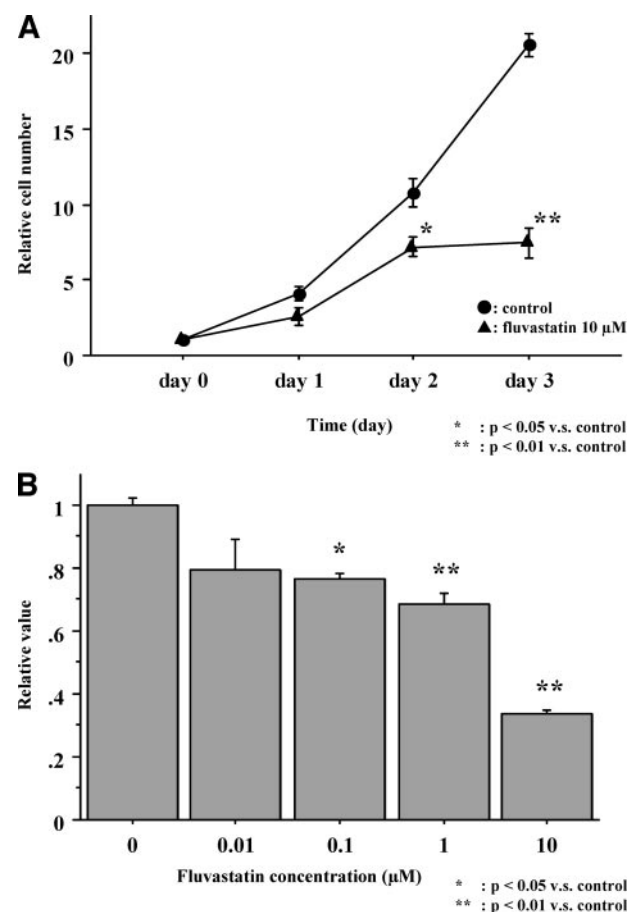 A
20
15
10
5
0
Relative cell number
*
**
●: control
▲: fluvastatin 10 μM
day 0 day 1 day 2 day 3
Time (day)
* : p < 0.05 v.s. control
** : p < 0.01 v.s. control
B
1
.8
.6
.4
.2
0
Relative value
*
**
**
0 0.01 0.1 1 10
Fluvastatin concentration (μM)
* : p < 0.05 v.s. control
** : p < 0.01 v.s. control